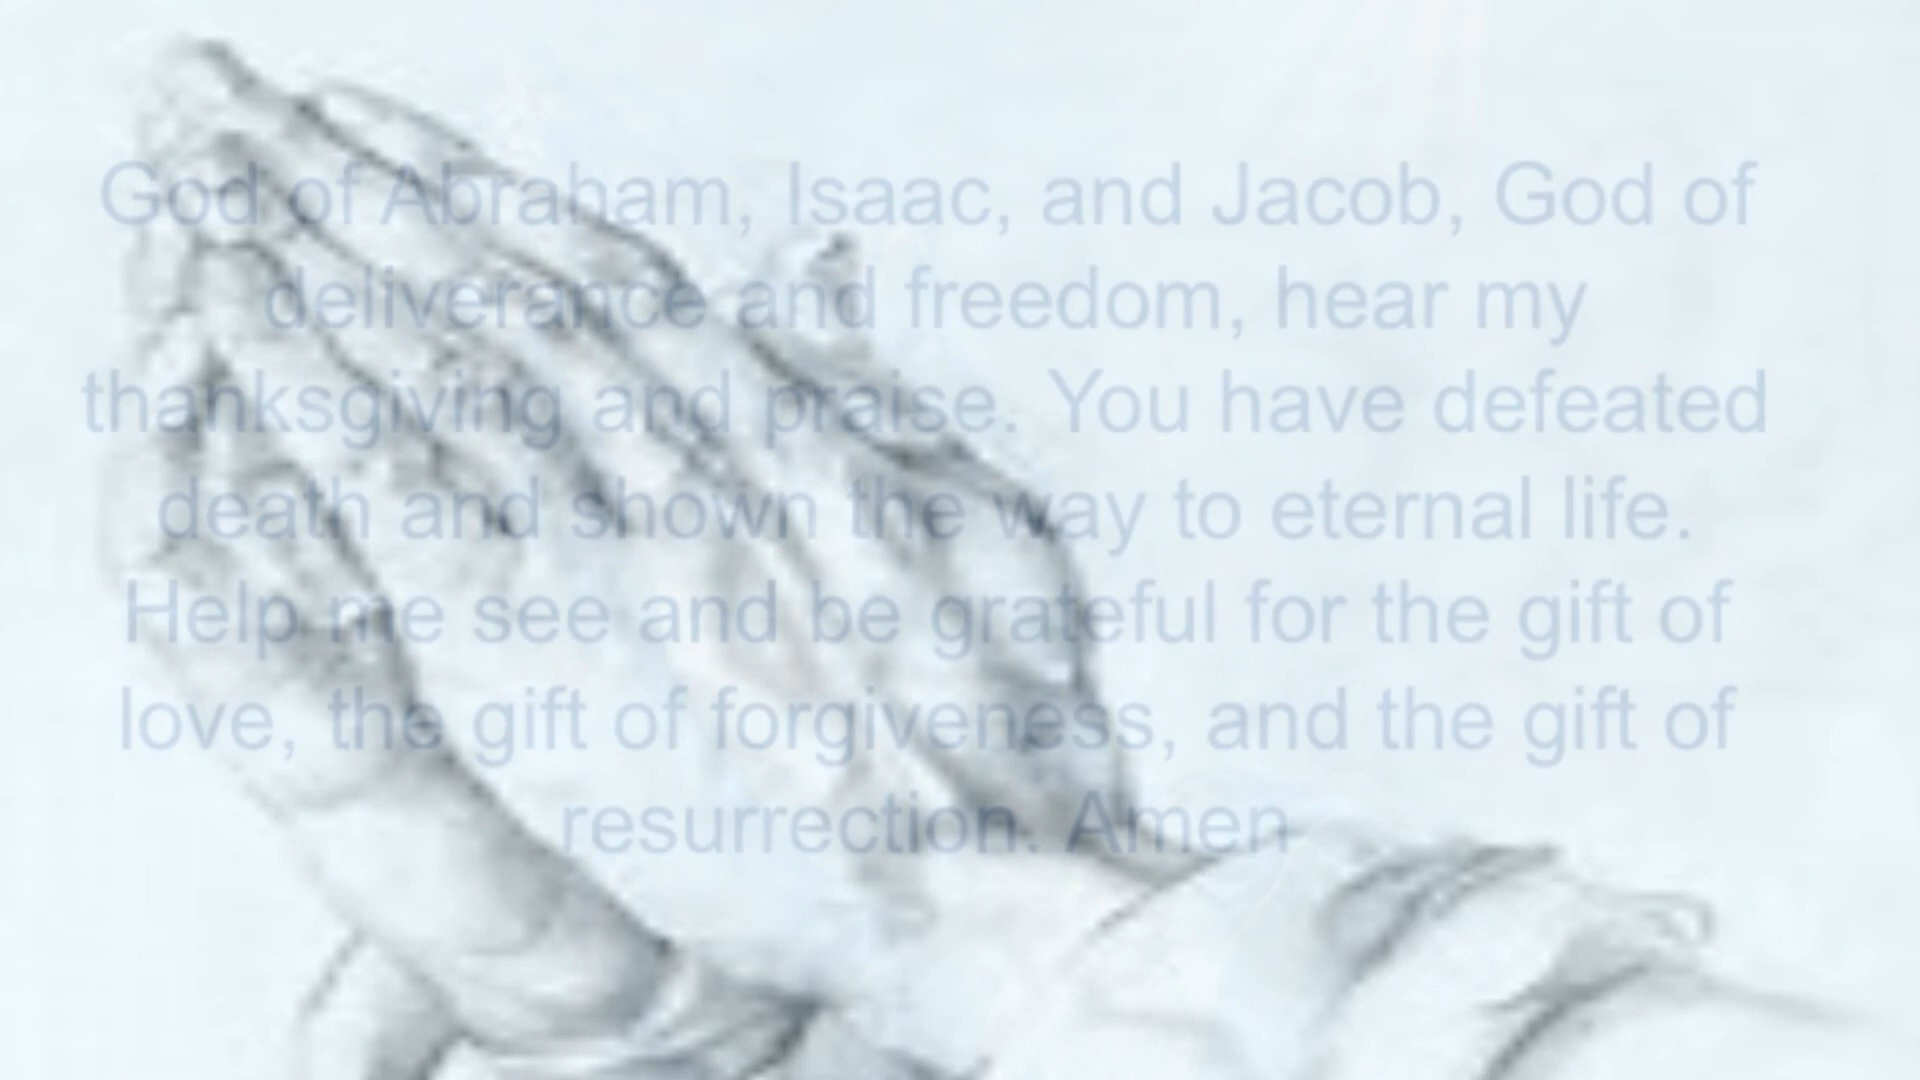 God of Abraham, Isaac, and Jacob, God of
deliverance and freedom, hear my
thanksgiving and praise. You have defeated
death and shown the way to eternal life.
Help me see and be grateful for the gift of
love, the gift of forgiveness, and the gift of
resurrection. Amen